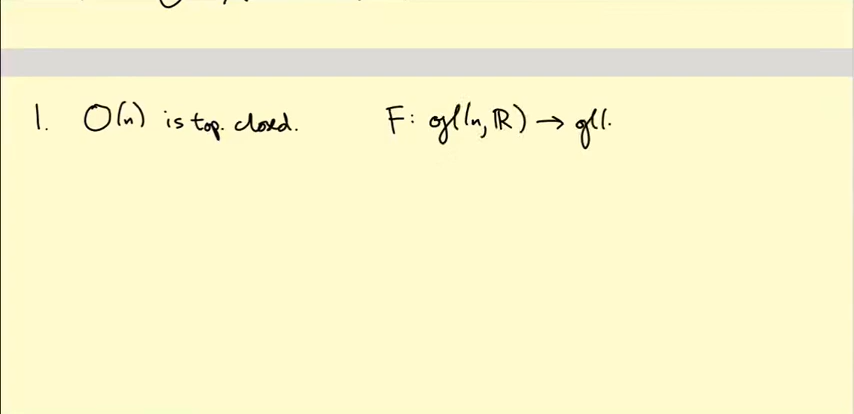 1. O(n) is top. closed. F: gl(n, ℝ) → gl(